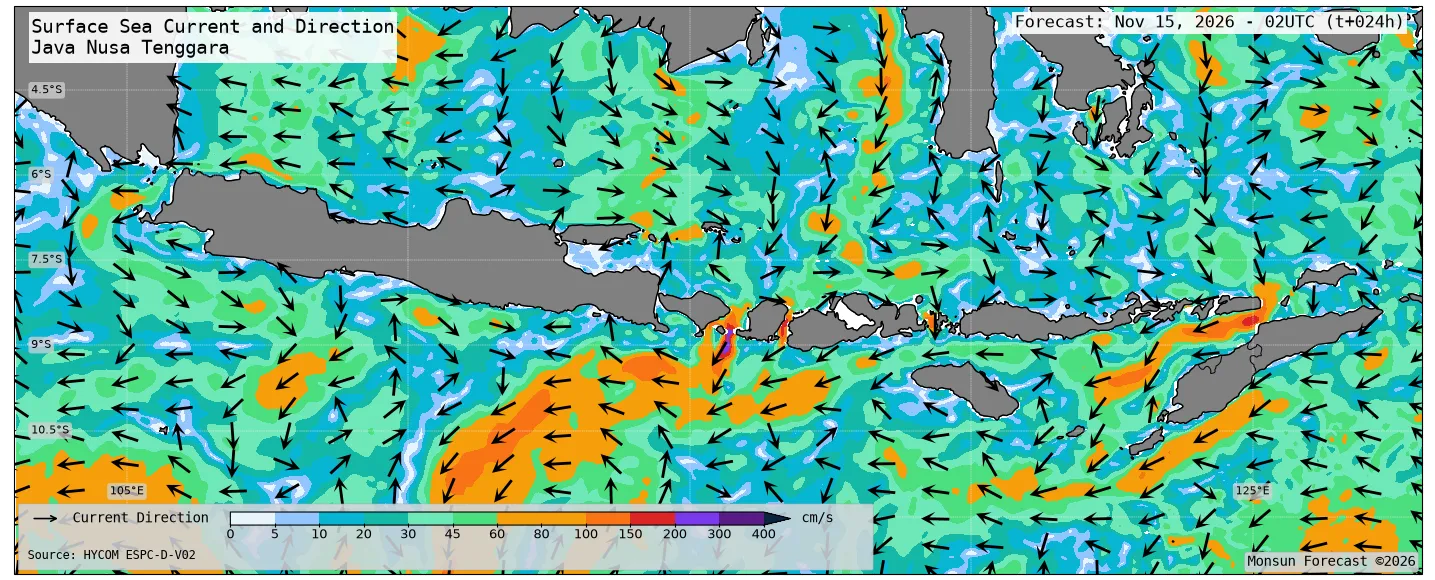 Surface Sea Current and Direction
Java Nusa Tenggara
Forecast: Nov 15, 2026 - 02UTC (t+024h)
4.5°S
6°S
7.5°S
9°S
10.5°S
105°E
125°E
Current Direction
cm/s
0 5 10 20 30 45 60 80 100 150 200 300 400
Source: HYCOM ESPC-D-V02
Monsun Forecast ©2026